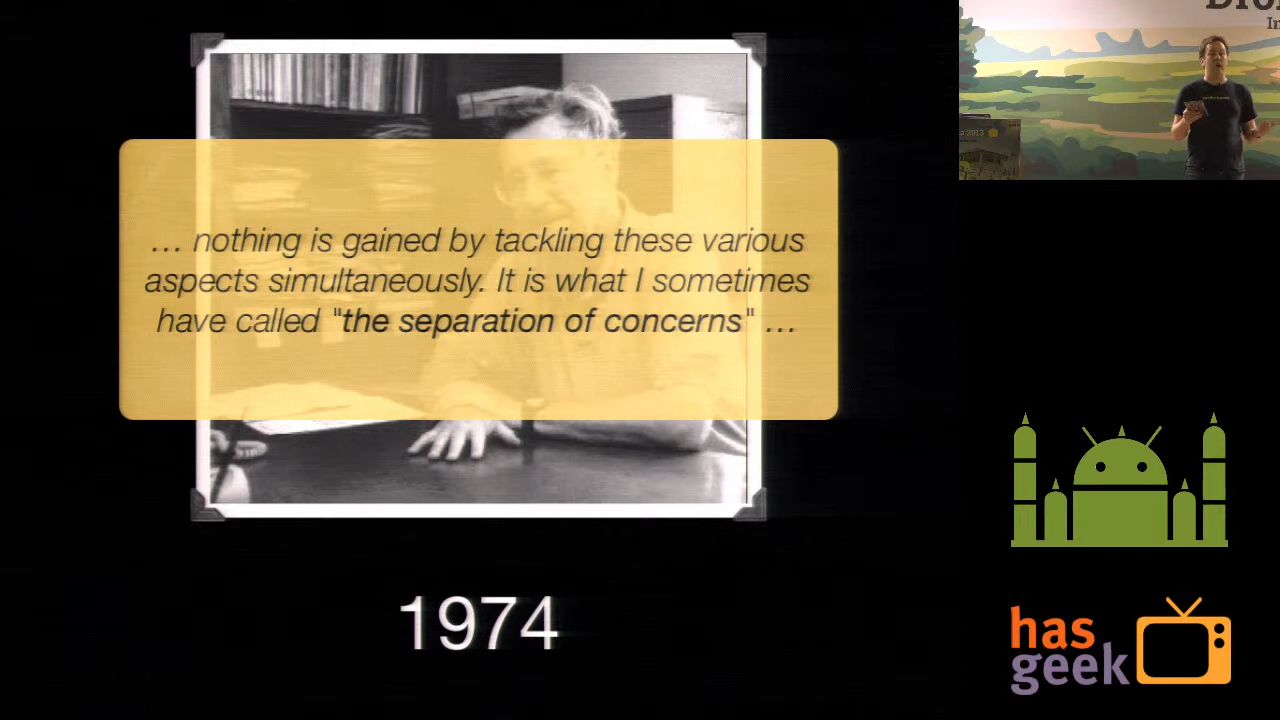 … nothing is gained by tackling these various
aspects simultaneously. It is what I sometimes
have called "the separation of concerns" …
1974
2013
has
geek